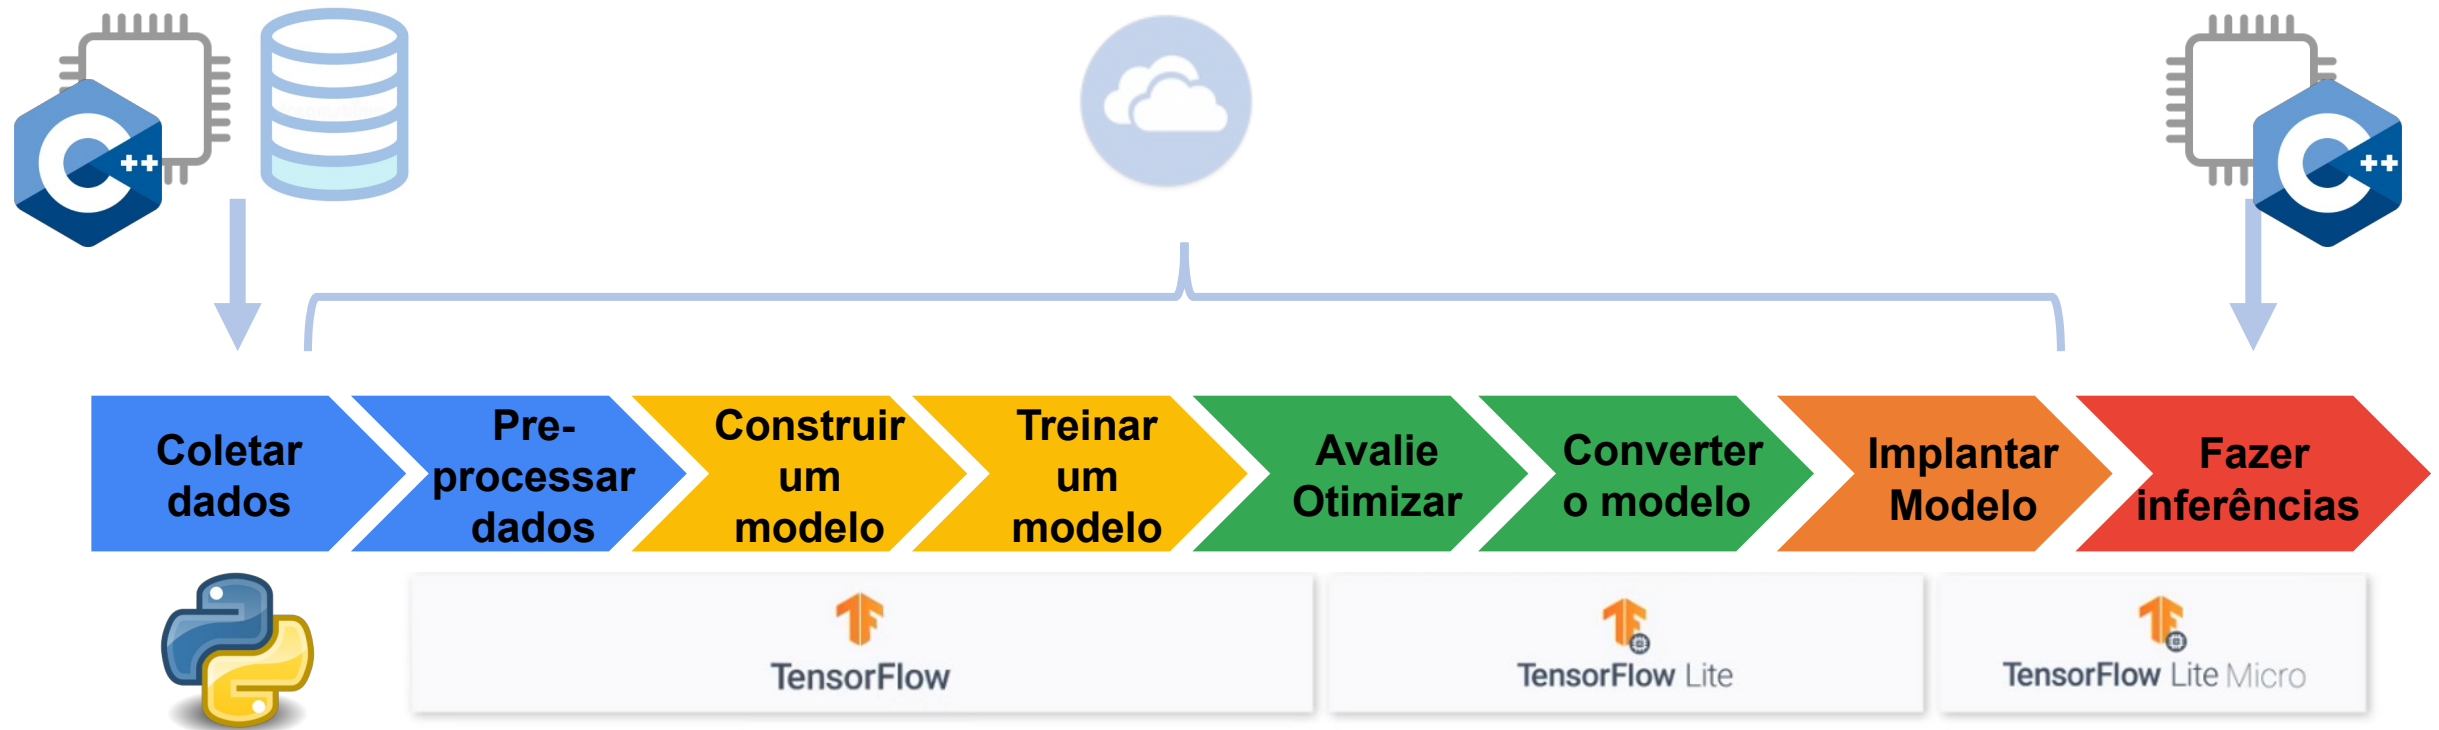 C++
C++
Coletar
dados
Pre-
processar
dados
Construir
um
modelo
Treinar
um
modelo
Avalie
Otimizar
Converter
o modelo
Implantar
Modelo
Fazer
inferências
TensorFlow
TensorFlow Lite
TensorFlow Lite Micro